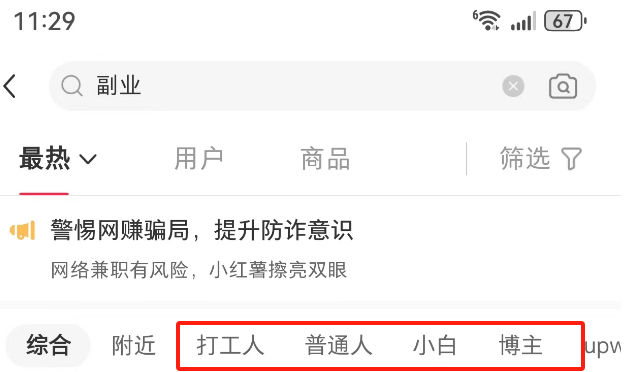 11:29 6 67
副业
最热 用户 商品 筛选
警惕网赚骗局，提升防诈意识
网络兼职有风险，小红薯擦亮双眼
综合 附近 打工人 普通人 小白 博主 upw